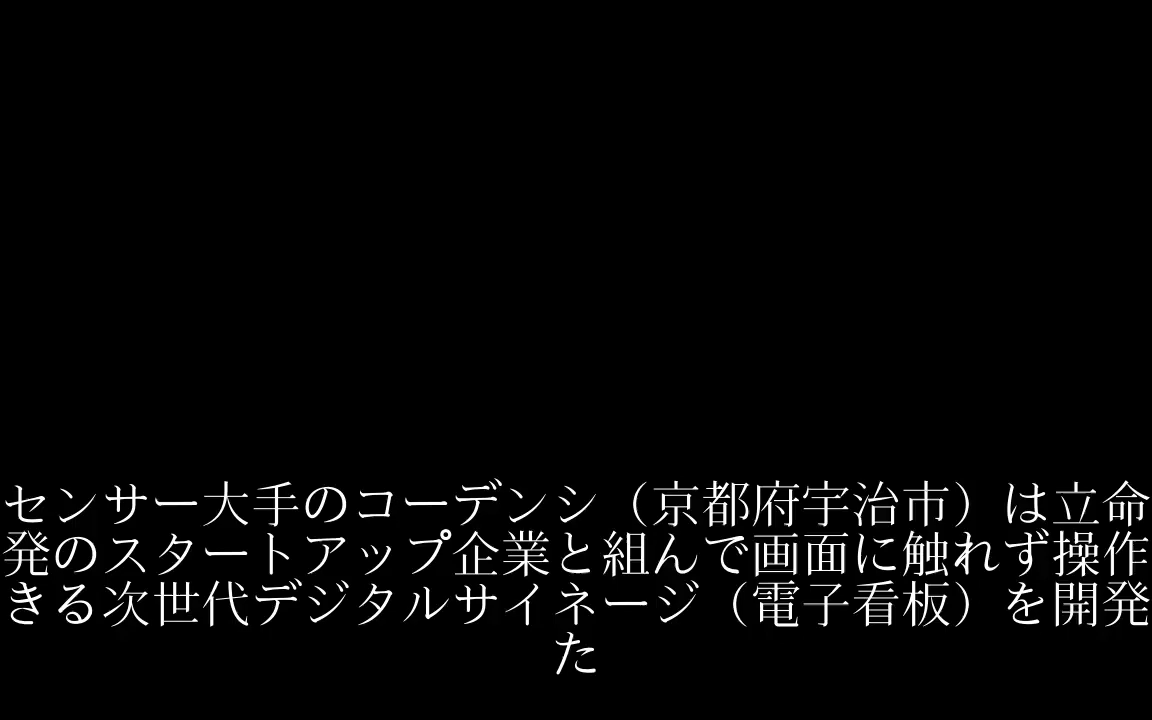 センサー大手のコーデンシ（京都府宇治市）は立命
発のスタートアップ企業と組んで画面に触れず操作
きる次世代デジタルサイネージ（電子看板）を開発
た